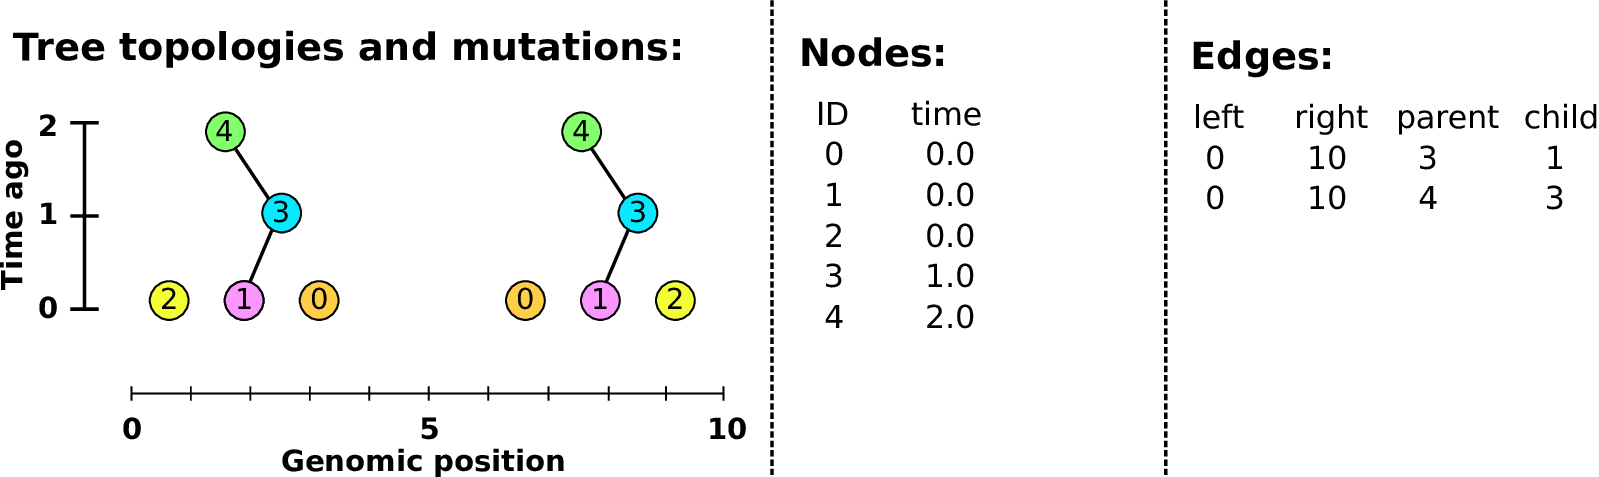 Tree topologies and mutations:
Time ago
2
1
0
4
3
2 1 0
4
3
0 1 2
0 5 10
Genomic position
Nodes:
ID time
0 0.0
1 0.0
2 0.0
3 1.0
4 2.0
Edges:
left right parent child
0 10 3 1
0 10 4 3